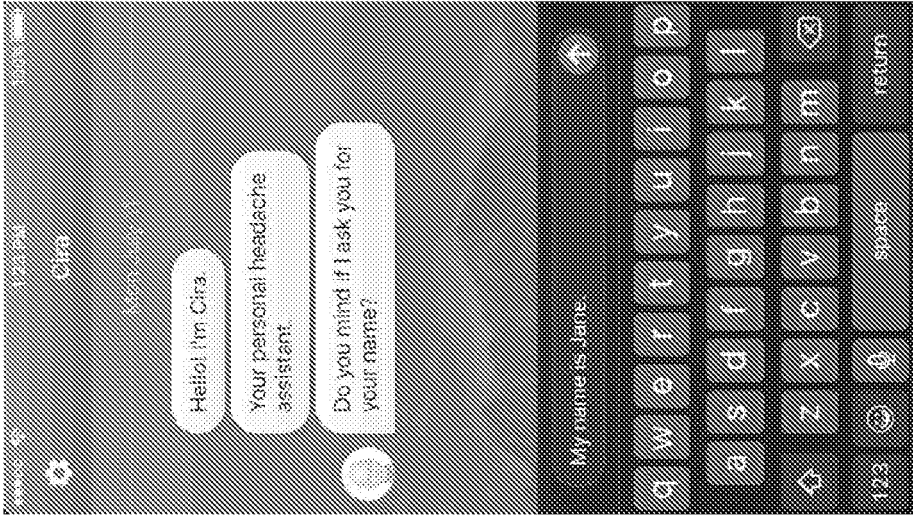 Cira
Hello! I'm Cira.
Your personal headache
assistant.
Do you mind if I ask you for
your name?
My name is Jane.
q w e r t y u i o p
a s d f g h j k l
z x c v b n m
123 space return